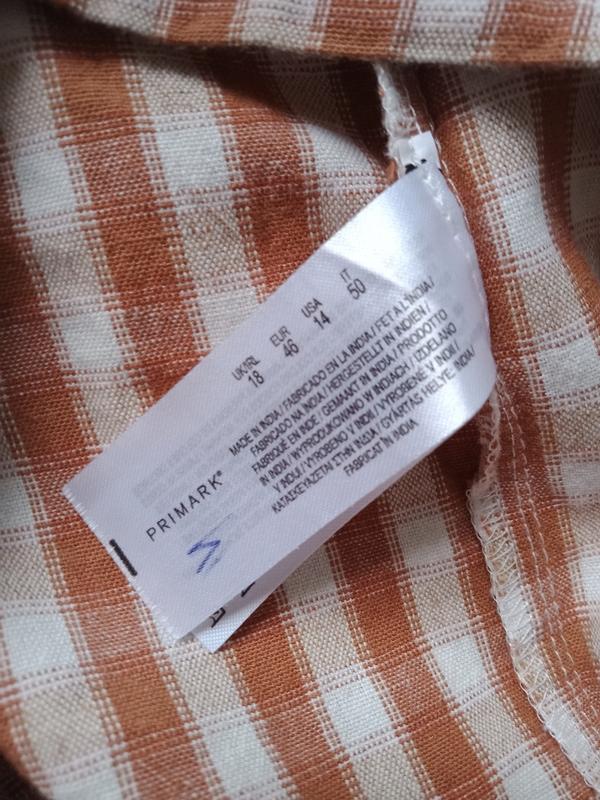 UK/IRL EUR USA IT
18 46 14 50
MADE IN INDIA / FABRICADO EN LA INDIA / FET A L'ÍNDIA /
FABRICADO NA INDIA / HERGESTELLT IN INDIEN /
FABRIQUÉ EN INDE / GEMAAKT IN INDIA / PRODOTTO
IN INDIA / WYPRODUKOWANO W INDIACH / IZDELANO
V INDIJI / VYROBENO V INDII / VYROBENÉ V INDII /
ΚΑΤΑΣΚΕΥΑΖΕΤΑΙ ΣΤΗΝ ΙΝΔΙΑ / GYÁRTÁS HELYE: INDIA /
FABRICAT ÎN INDIA
PRIMARK®